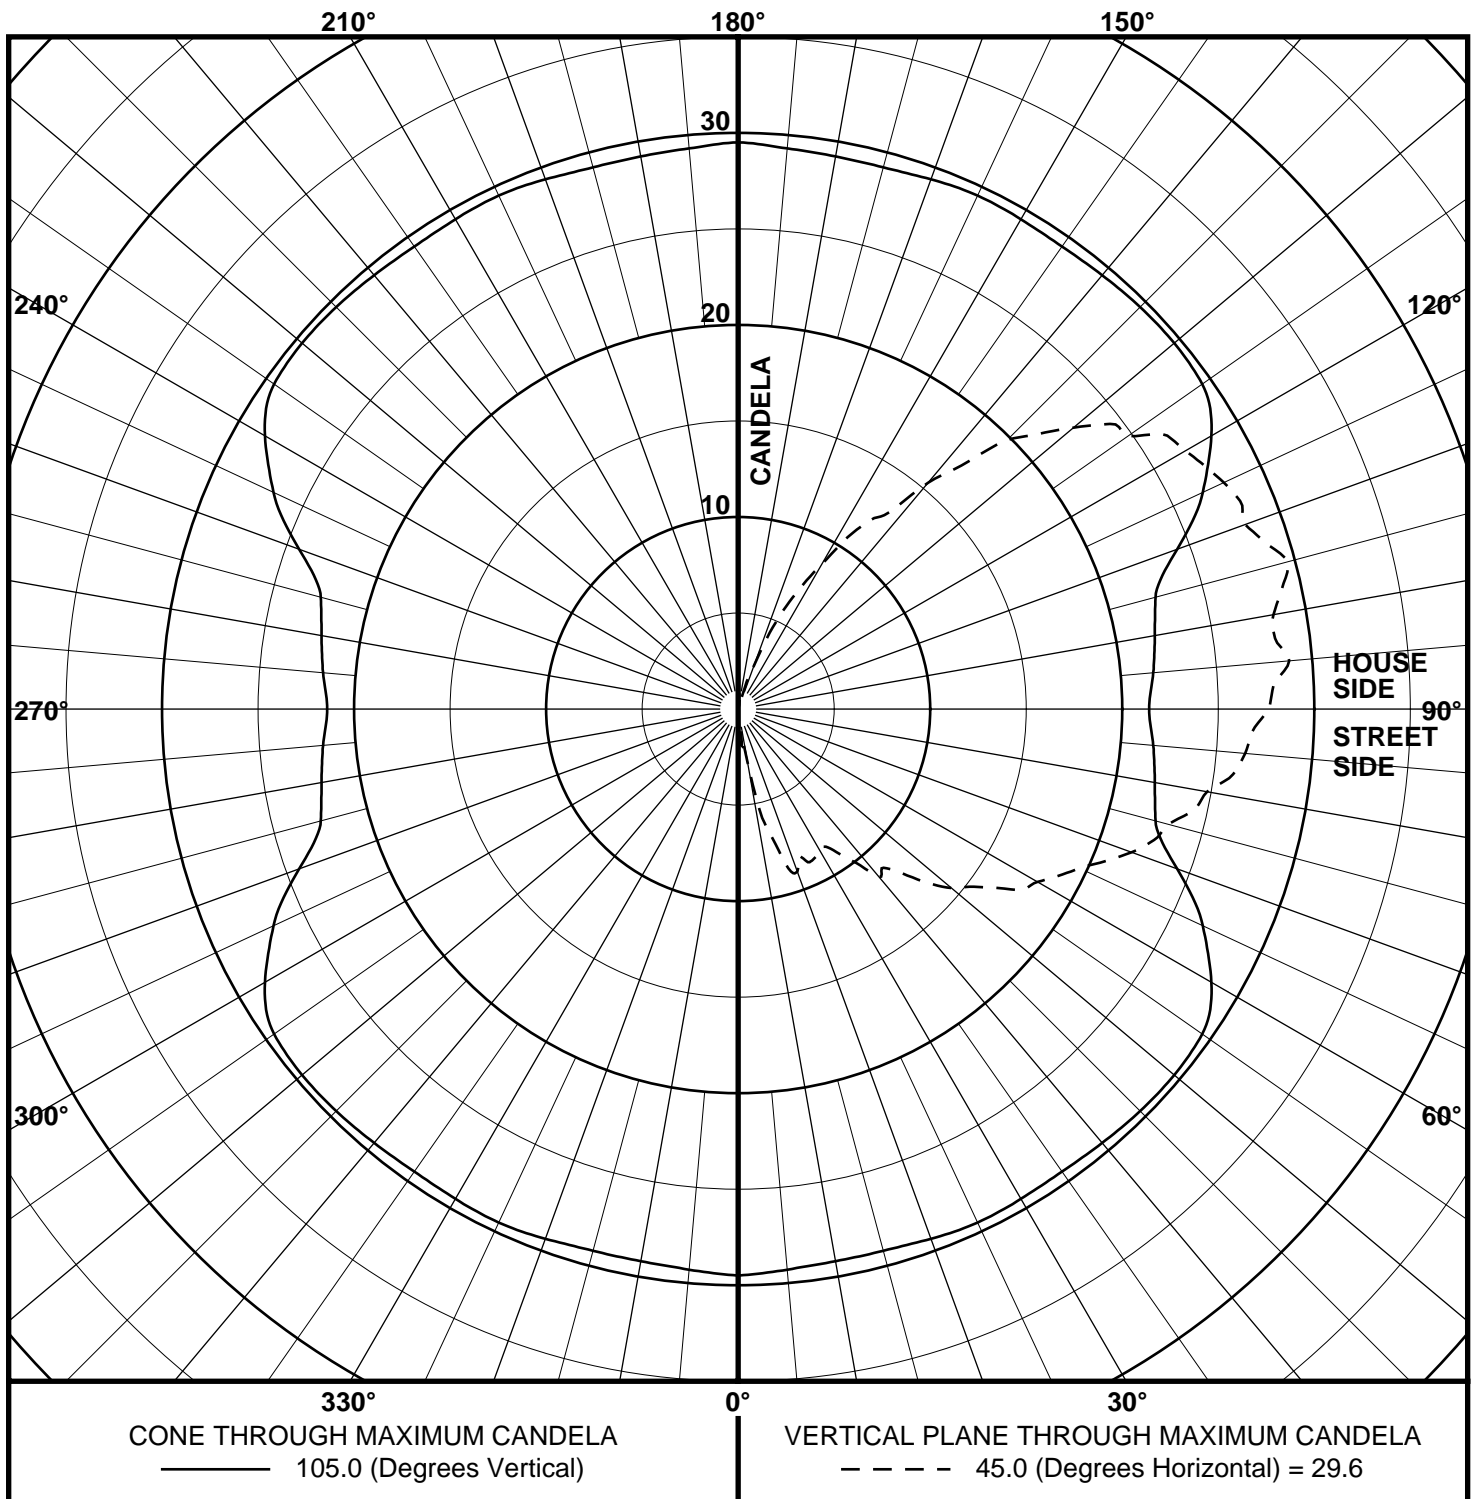 210° 180° 150°
30
240° 120°
20
CANDELA
10
HOUSE
SIDE
270° 90°
STREET
SIDE
300° 60°
330° 0° 30°
CONE THROUGH MAXIMUM CANDELA
105.0 (Degrees Vertical)
VERTICAL PLANE THROUGH MAXIMUM CANDELA
45.0 (Degrees Horizontal) = 29.6